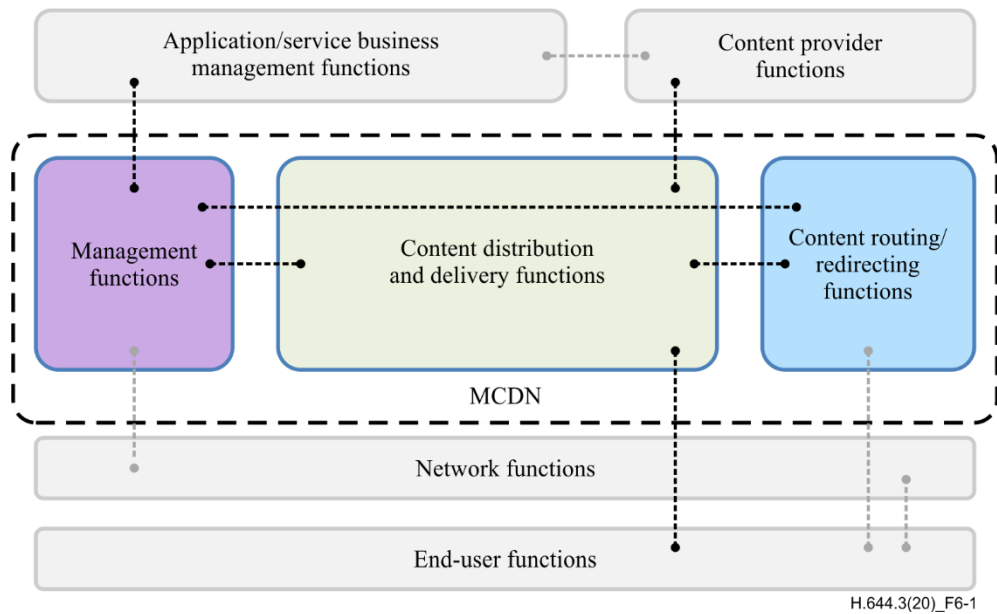 Application/service business
management functions
Content provider
functions
Management
functions
Content distribution
and delivery functions
Content routing/
redirecting
functions
MCDN
Network functions
End-user functions
H.644.3(20)_F6-1